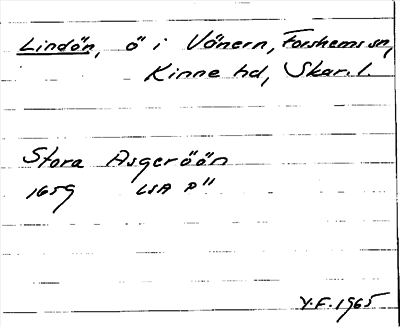 Lindön, ö i Vänern, Forshems sn,
Kinne hd, Skar. l.
Stora Asgeröön
1659 LSA P"
Y.F. 1965